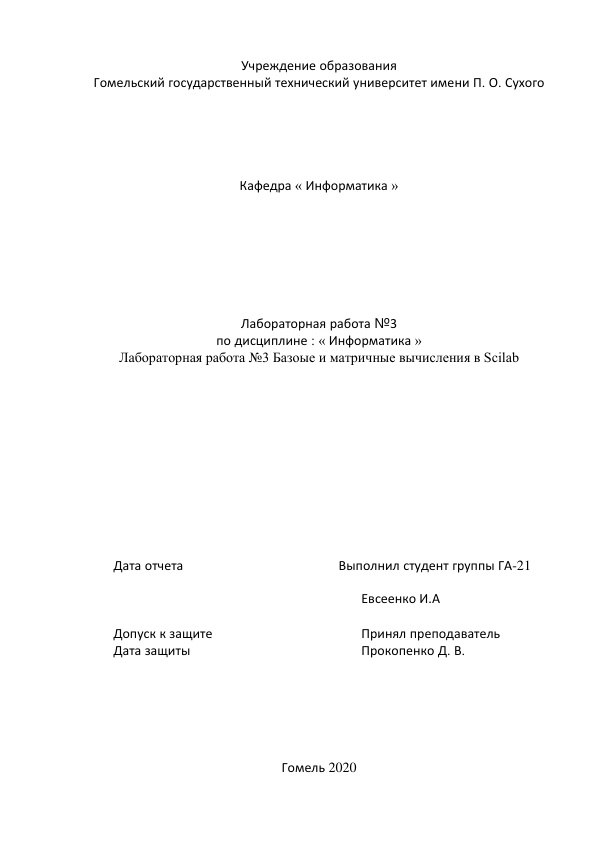 Учреждение образования
Гомельский государственный технический университет имени П. О. Сухого
Кафедра « Информатика »
Лабораторная работа №3
по дисциплине : « Информатика »
Лабораторная работа №3 Базоые и матричные вычисления в Scilab
Дата отчета Выполнил студент группы ГА-21
Евсеенко И.А
Допуск к защите Принял преподаватель
Дата защиты Прокопенко Д. В.
Гомель 2020